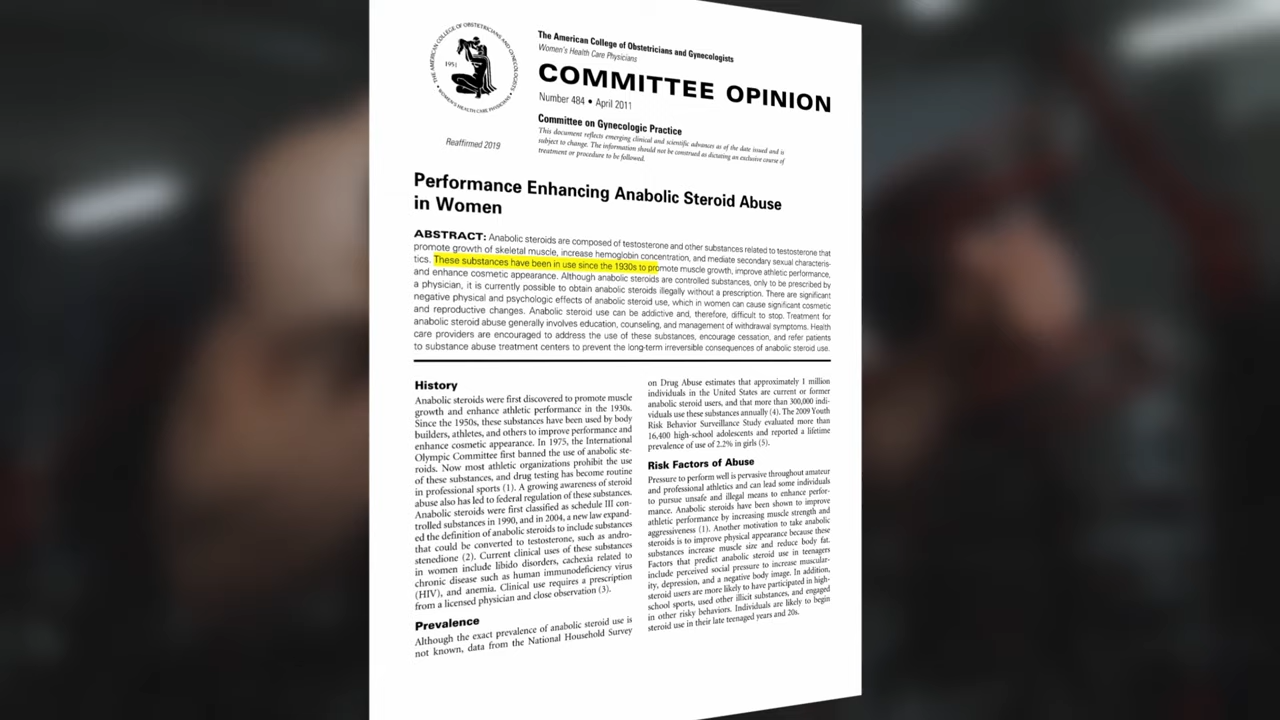 THE AMERICAN COLLEGE OF OBSTETRICIANS AND GYNECOLOGISTS
1951
WOMEN'S HEALTH CARE PHYSICIANS
Reaffirmed 2019
The American College of Obstetricians and Gynecologists
Women's Health Care Physicians
COMMITTEE OPINION
Number 484 • April 2011
Committee on Gynecologic Practice
This document reflects emerging clinical and scientific advances as of the date issued and is
subject to change. The information should not be construed as dictating an exclusive course of
treatment or procedure to be followed.
Performance Enhancing Anabolic Steroid Abuse
in Women
ABSTRACT: Anabolic steroids are composed of testosterone and other substances related to testosterone that
promote growth of skeletal muscle, increase hemoglobin concentration, and mediate secondary sexual characteris-
tics. These substances have been in use since the 1930s to promote muscle growth, improve athletic performance,
and enhance cosmetic appearance. Although anabolic steroids are controlled substances, only to be prescribed by
a physician, it is currently possible to obtain anabolic steroids illegally without a prescription. There are significant
negative physical and psychologic effects of anabolic steroid use, which in women can cause significant cosmetic
and reproductive changes. Anabolic steroid use can be addictive and, therefore, difficult to stop. Treatment for
anabolic steroid abuse generally involves education, counseling, and management of withdrawal symptoms. Health
care providers are encouraged to address the use of these substances, encourage cessation, and refer patients
to substance abuse treatment centers to prevent the long-term irreversible consequences of anabolic steroid use.
History
Anabolic steroids were first discovered to promote muscle
growth and enhance athletic performance in the 1930s.
Since the 1950s, these substances have been used by body
builders, athletes, and others to improve performance and
enhance cosmetic appearance. In 1975, the International
Olympic Committee first banned the use of anabolic ste-
roids. Now most athletic organizations prohibit the use
of these substances, and drug testing has become routine
in professional sports (1). A growing awareness of steroid
abuse also has led to federal regulation of these substances.
Anabolic steroids were first classified as schedule III con-
trolled substances in 1990, and in 2004, a new law expand-
ed the definition of anabolic steroids to include substances
that could be converted to testosterone, such as andro-
stenedione (2). Current clinical uses of these substances
in women include libido disorders, cachexia related to
chronic disease such as human immunodeficiency virus
(HIV), and anemia. Clinical use requires a prescription
from a licensed physician and close observation (3).
Prevalence
Although the exact prevalence of anabolic steroid use is
not known, data from the National Household Survey
on Drug Abuse estimates that approximately 1 million
individuals in the United States are current or former
anabolic steroid users, and that more than 300,000 indi-
viduals use these substances annually (4). The 2009 Youth
Risk Behavior Surveillance Study evaluated more than
16,400 high-school adolescents and reported a lifetime
prevalence of use of 2.2% in girls (5).
Risk Factors of Abuse
Pressure to perform well is pervasive throughout amateur
and professional athletics and can lead some individuals
to pursue unsafe and illegal means to enhance perfor-
mance. Anabolic steroids have been shown to improve
athletic performance by increasing muscle strength and
aggressiveness (1). Another motivation to take anabolic
steroids is to improve physical appearance because these
substances increase muscle size and reduce body fat.
Factors that predict anabolic steroid use in teenagers
include perceived social pressure to increase muscular-
ity, depression, and a negative body image. In addition,
steroid users are more likely to have participated in high-
school sports, used other illicit substances, and engaged
in other risky behaviors. Individuals are likely to begin
steroid use in their late teenaged years and 20s.